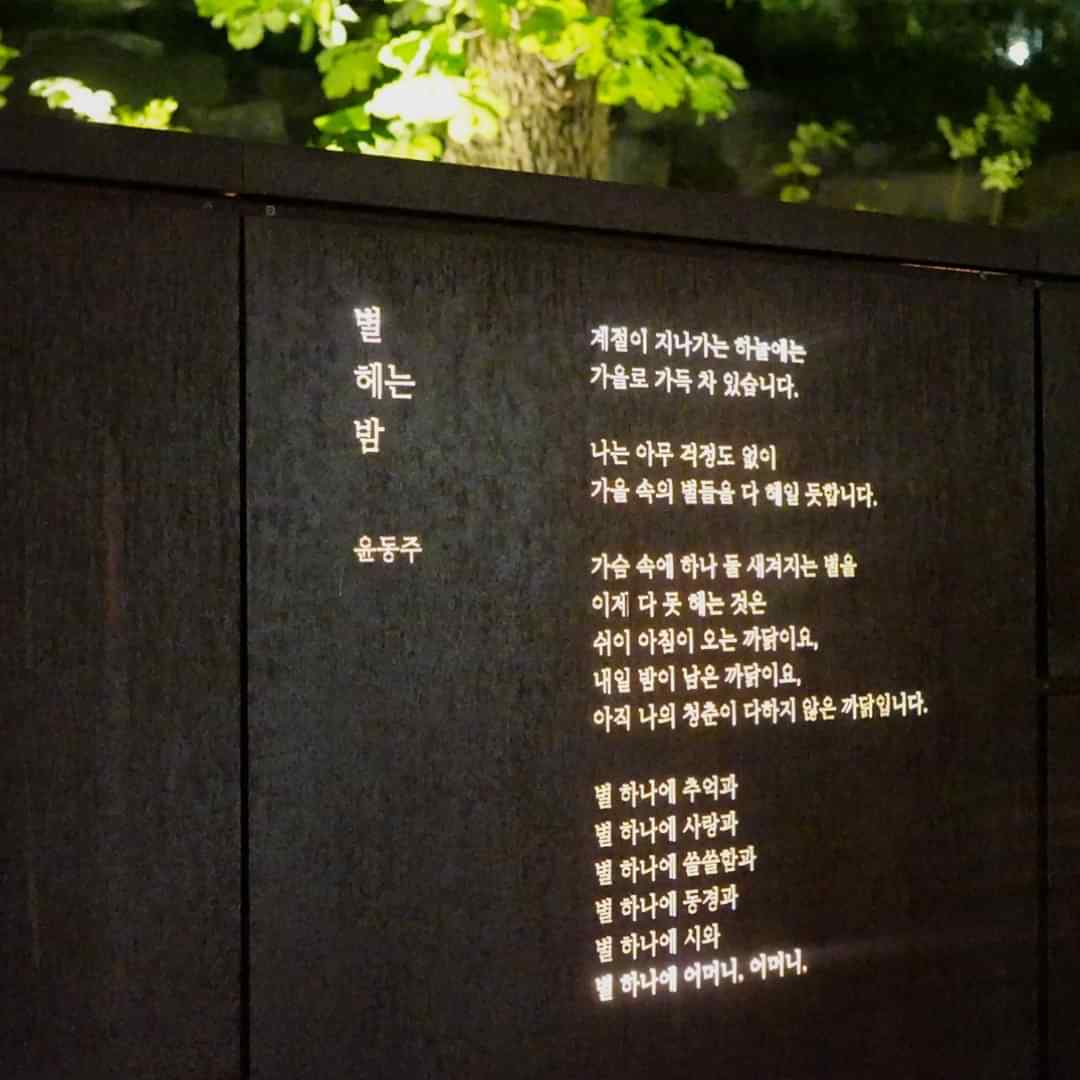 별
헤는
밤
윤동주
계절이 지나가는 하늘에는
가을로 가득 차 있습니다.
나는 아무 걱정도 없이
가을 속의 별들을 다 헤일 듯합니다.
가슴 속에 하나 둘 새겨지는 별을
이제 다 못 헤는 것은
쉬이 아침이 오는 까닭이요,
내일 밤이 남은 까닭이요,
아직 나의 청춘이 다하지 않은 까닭입니다.
별 하나에 추억과
별 하나에 사랑과
별 하나에 쓸쓸함과
별 하나에 동경과
별 하나에 시와
별 하나에 어머니, 어머니,